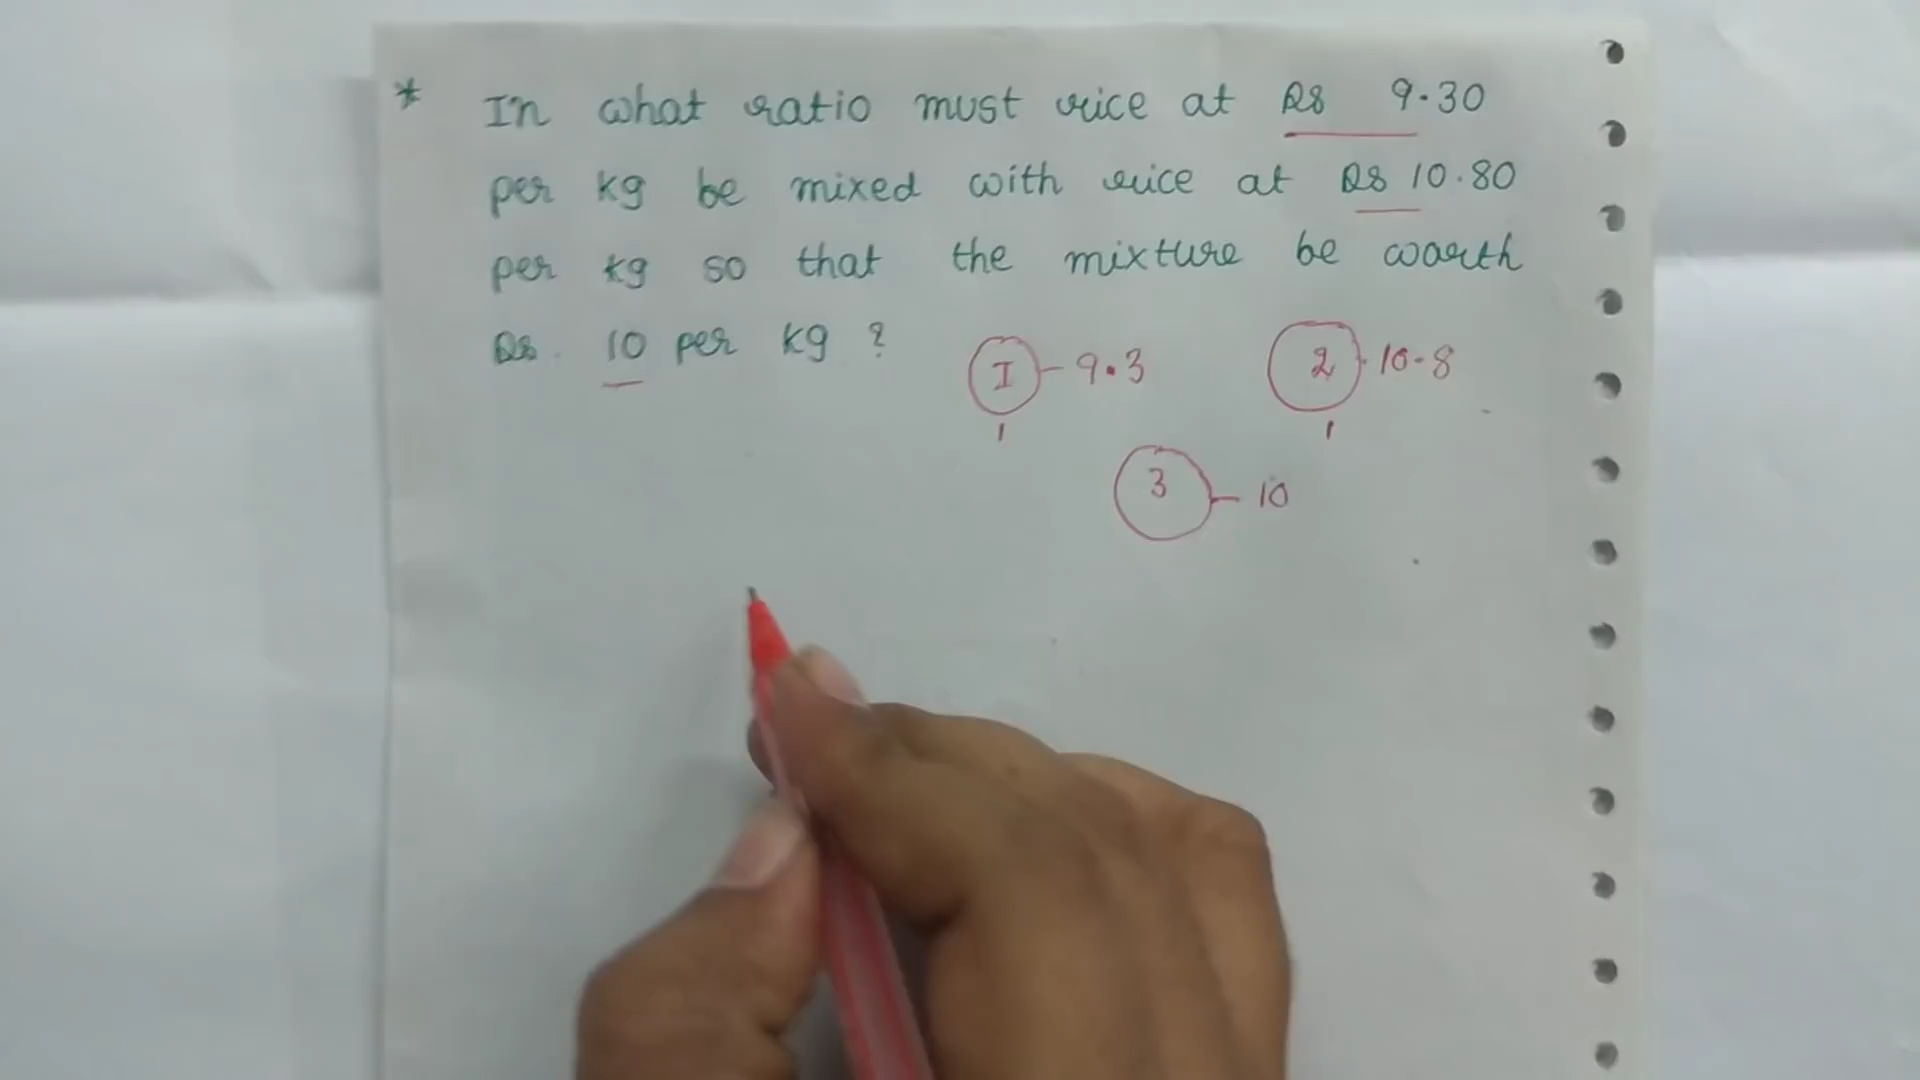 * In what ratio must rice at Rs 9.30
per kg be mixed with rice at Rs 10.80
per kg so that the mixture be worth
Rs. 10 per kg ?
I - 9.3
2 - 10.8
1
1
3 - 10